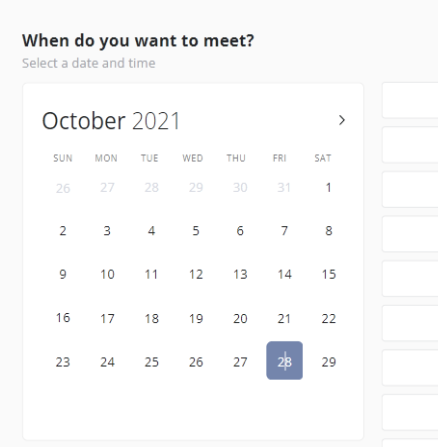 When do you want to meet?
Select a date and time
October 2021 >
SUN MON TUE WED THU FRI SAT
26 27 28 29 30 31 1
2 3 4 5 6 7 8
9 10 11 12 13 14 15
16 17 18 19 20 21 22
23 24 25 26 27 28 29